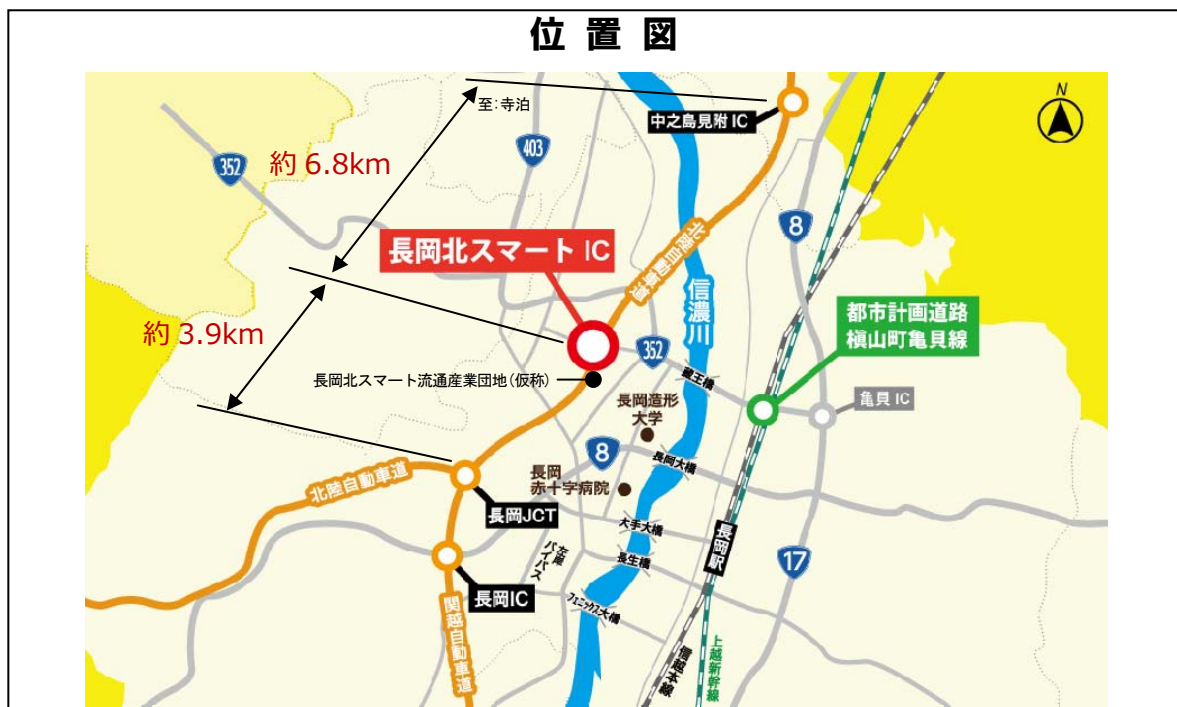 位 置 図
至:寺泊
中之島見附 IC
N
352
403
約 6.8km
8
長岡北スマート IC
北陸自動車道
信濃川
都市計画道路
槇山町亀貝線
約 3.9km
352
長岡北スマート流通産業団地(仮称)
蔵王橋
亀貝 IC
長岡造形
大学
8
長岡大橋
北陸自動車道
長岡
赤十字病院
長岡JCT
大手大橋
長岡駅
左岸
バイパス
長生橋
17
長岡IC
フェニックス大橋
関越自動車道
信越本線
上越新幹線